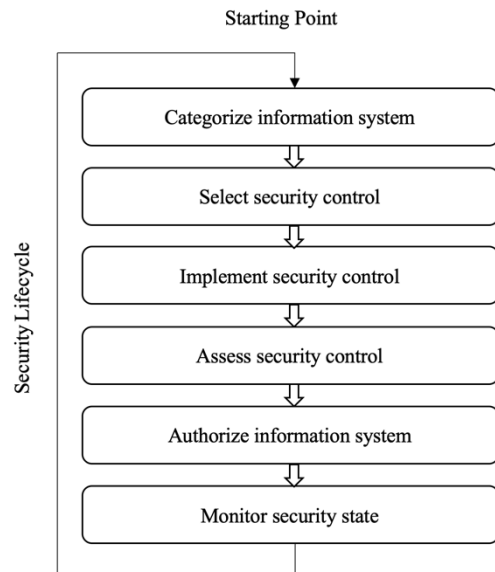 Starting Point
Categorize information system
Select security control
Implement security control
Assess security control
Authorize information system
Monitor security state
Security Lifecycle